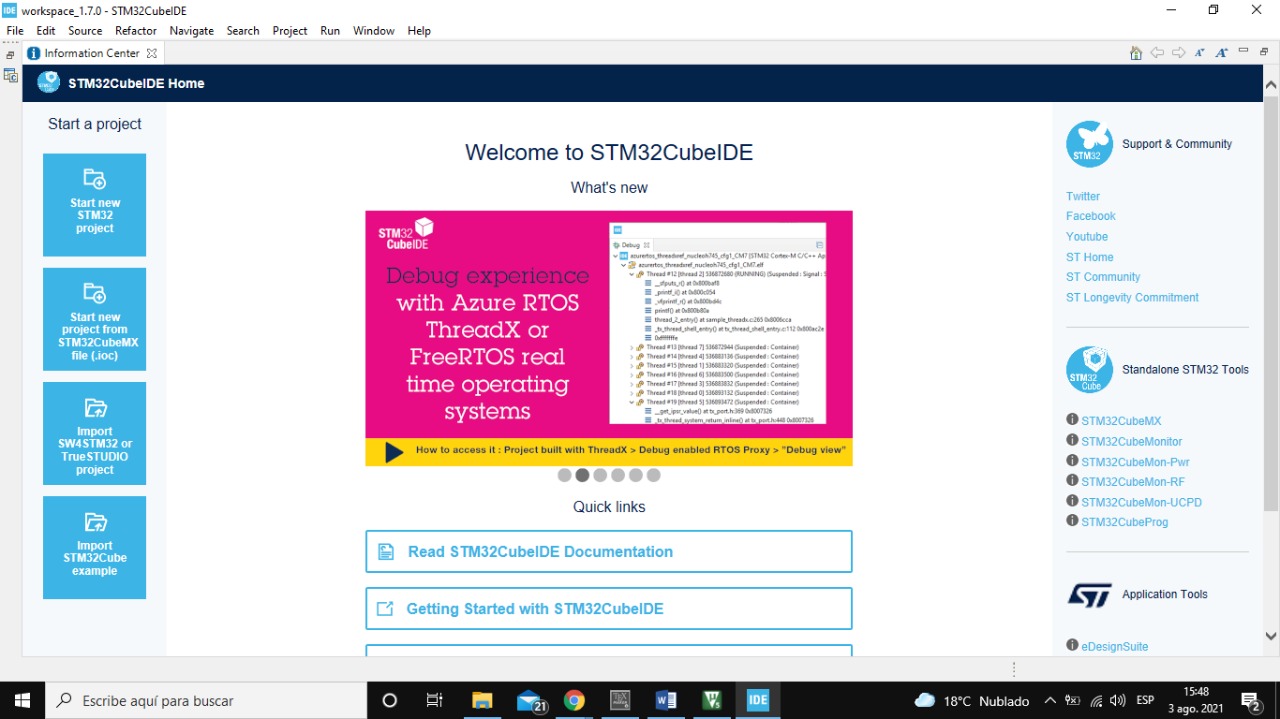 workspace_1.7.0 - STM32CubeIDE
File Edit Source Refactor Navigate Search Project Run Window Help
Information Center
STM32CubeIDE Home
Start a project
Start new
STM32
project
Start new
project from
STM32CubeMX
file (.ioc)
Import
SW4STM32 or
TrueSTUDIO
project
Import
STM32Cube
example
Welcome to STM32CubeIDE
What's new
STM32
CubeIDE
Debug experience
with Azure RTOS
ThreadX or
FreeRTOS real
time operating
systems
IDE
Debug
azurertos_threadxref_nucleoh745_cfg1_CM7 [STM32 Cortex-M C/C++ Ap
azurertos_threadxref_nucleoh745_cfg1_CM7.elf
Thread #12 [thread 2] 536872680 (RUNNING) (Suspended : Signal : S
__sfputs_r() at 0x800baf8
_printf_i() at 0x800c054
_vfprintf_r() at 0x800bd4c
printf() at 0x800b80a
thread_2_entry() at sample_threadx.c:265 0x8006cca
_tx_thread_shell_entry() at tx_thread_shell_entry.c:112 0x800ac2e
0xfffffffe
Thread #13 [thread 7] 536872944 (Suspended : Container)
Thread #14 [thread 4] 536883136 (Suspended : Container)
Thread #15 [thread 1] 536883320 (Suspended : Container)
Thread #16 [thread 6] 536883500 (Suspended : Container)
Thread #17 [thread 3] 536883832 (Suspended : Container)
Thread #18 [thread 0] 536893132 (Suspended : Container)
Thread #19 [thread 5] 536893472 (Suspended : Container)
__get_ipsr_value() at tx_port.h:369 0x8007326
_tx_thread_system_return_inline() at tx_port.h:448 0x8007326
How to access it : Project built with ThreadX > Debug enabled RTOS Proxy > "Debug view"
Quick links
Read STM32CubeIDE Documentation
Getting Started with STM32CubeIDE
STM32
Support & Community
Twitter
Facebook
Youtube
ST Home
ST Community
ST Longevity Commitment
STM32
Cube
Standalone STM32 Tools
STM32CubeMX
STM32CubeMonitor
STM32CubeMon-Pwr
STM32CubeMon-RF
STM32CubeMon-UCPD
STM32CubeProg
ST
Application Tools
eDesignSuite
Escribe aquí para buscar
21
IDE
18°C Nublado
ESP
15:48
3 ago. 2021
2